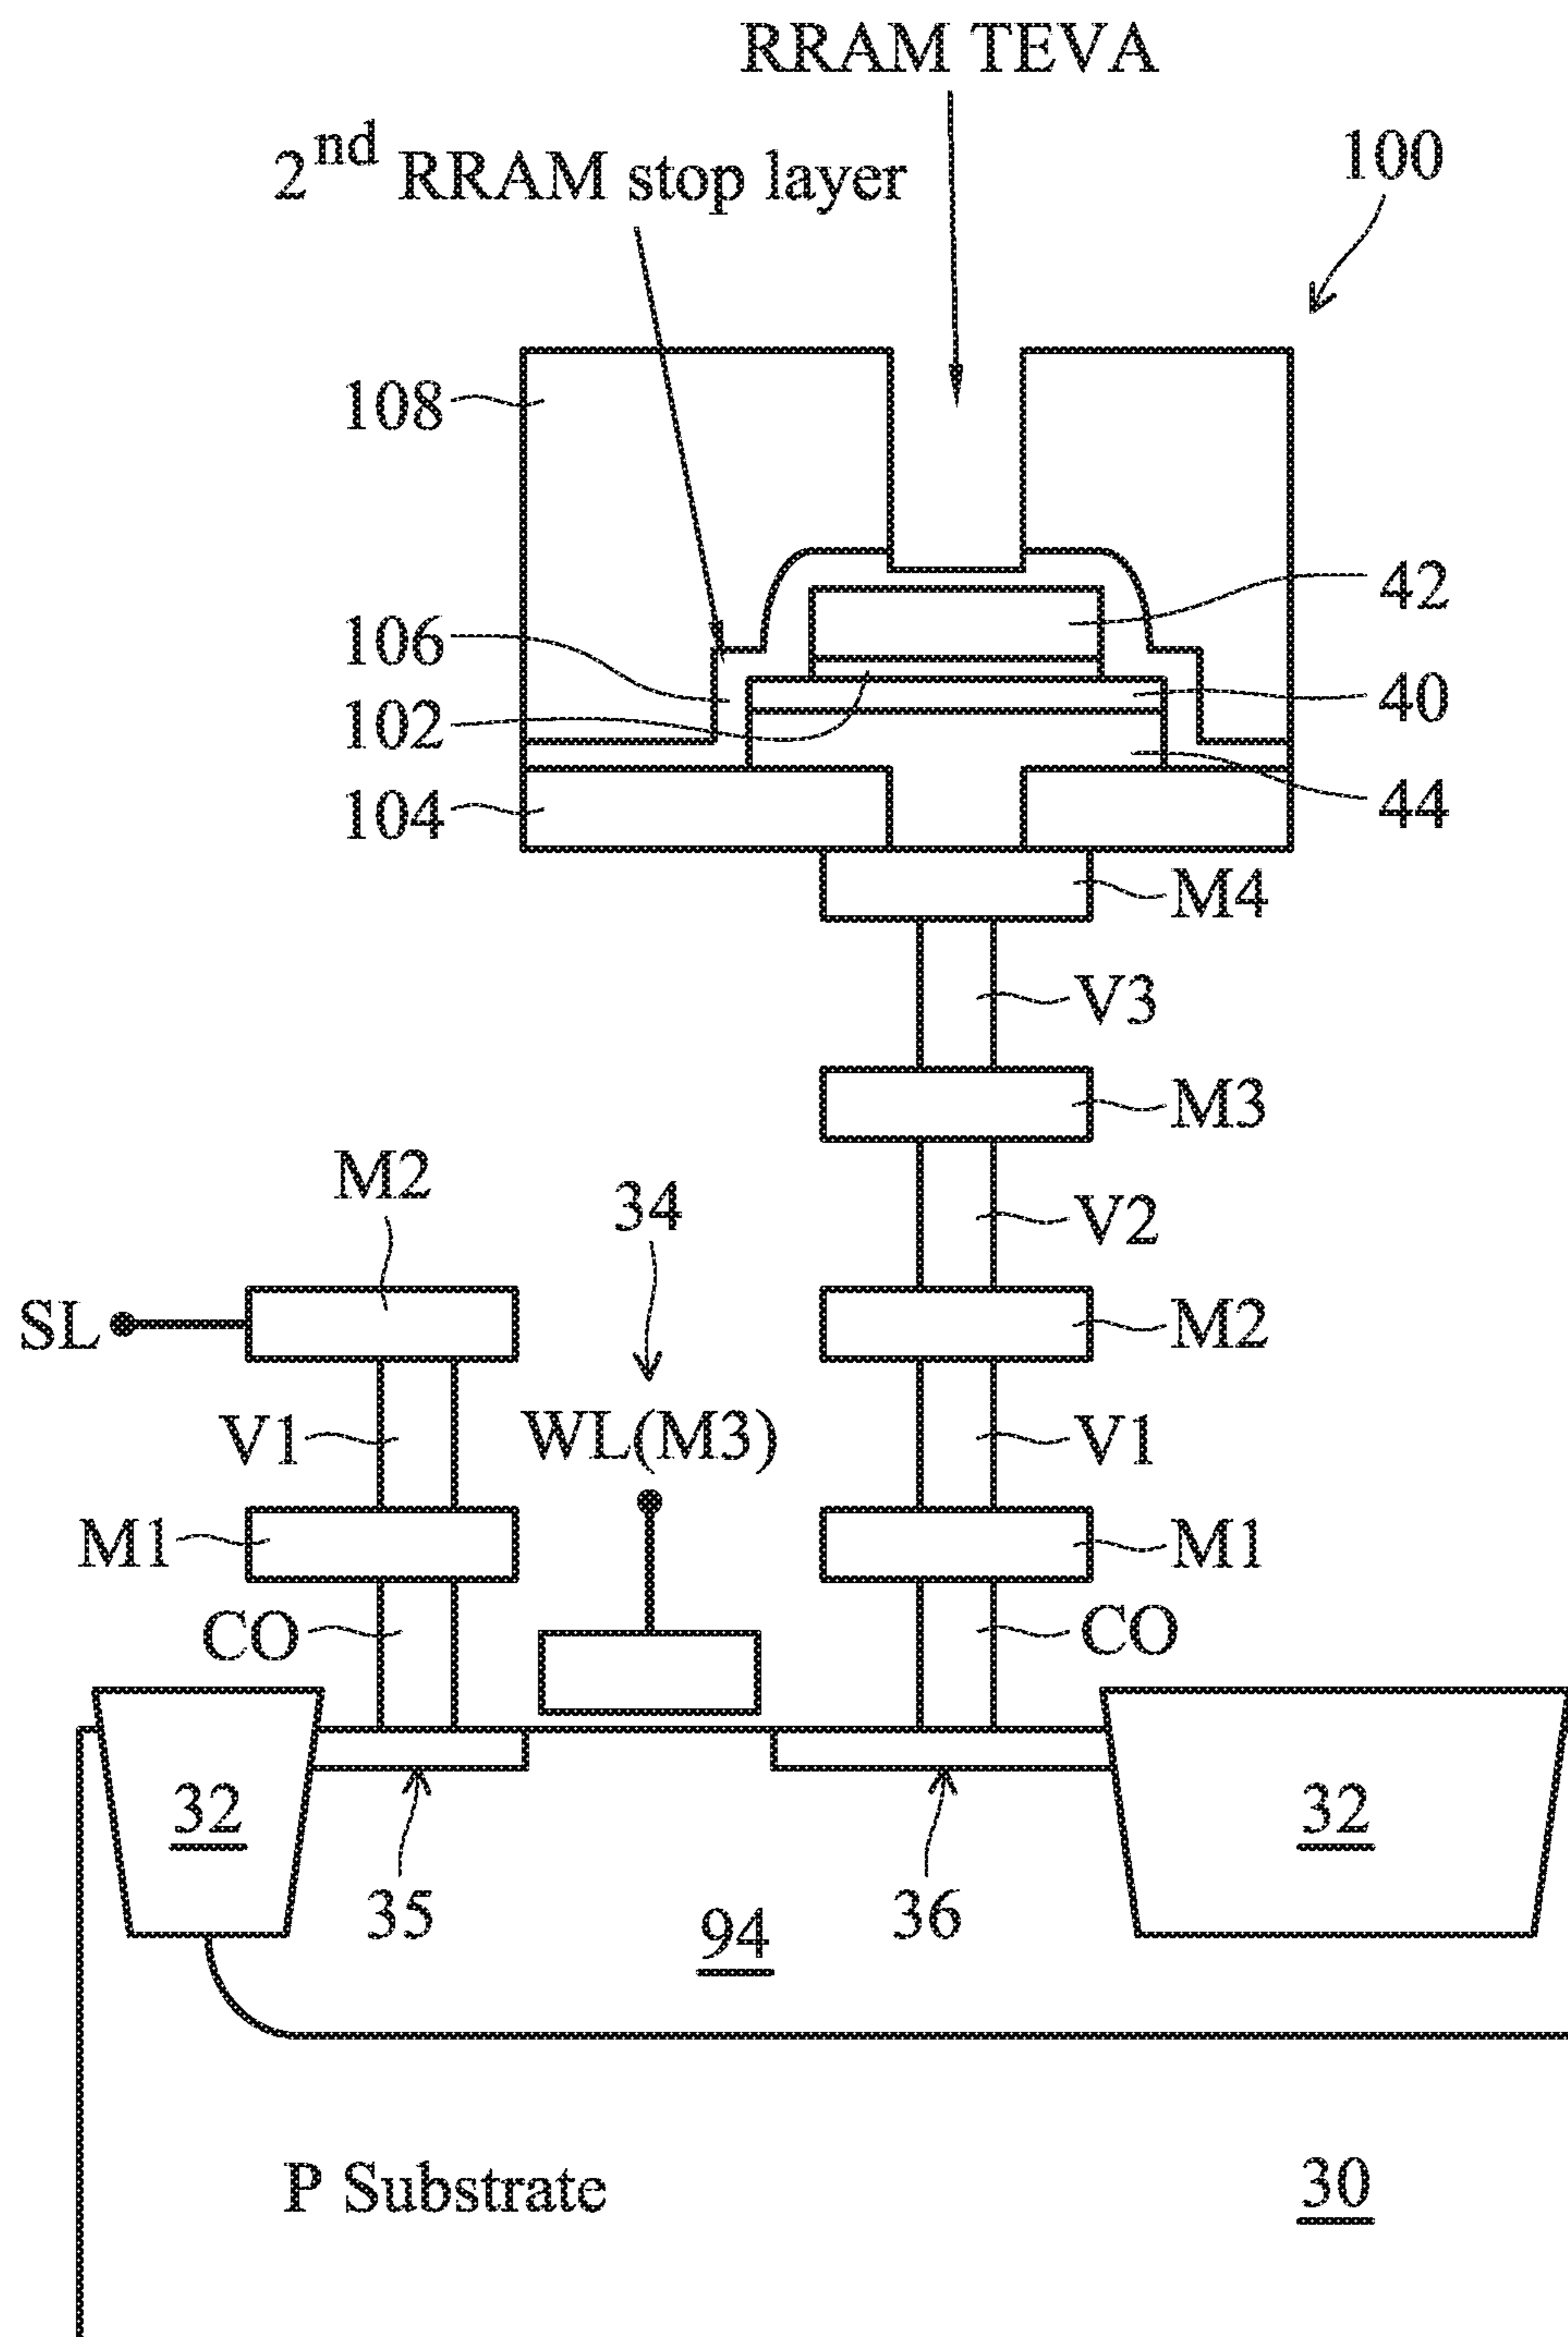 RRAM TEVA
2nd RRAM stop layer
100
108
42
106
40
102
104
44
M4
V3
M3
M2
34
V2
SL
M2
V1
WL(M3)
V1
M1
M1
CO
CO
32
32
35
36
94
P Substrate
30